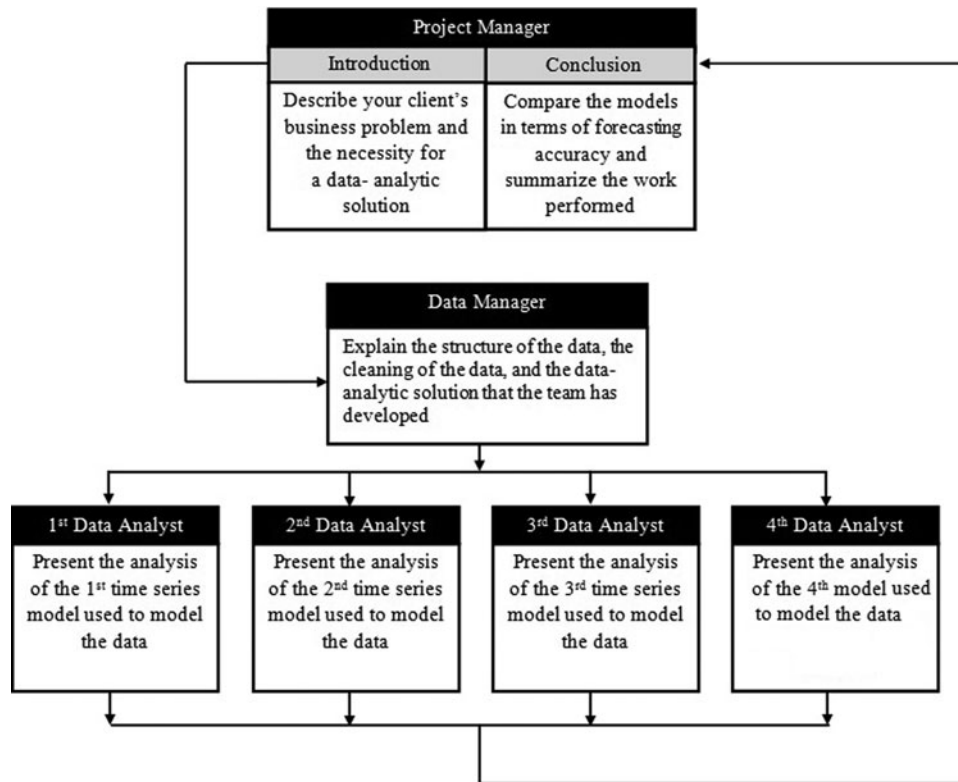 Project Manager
Introduction
Conclusion
Describe your client's
business problem and
the necessity for
a data- analytic
solution
Compare the models
in terms of forecasting
accuracy and
summarize the work
performed
Data Manager
Explain the structure of the data, the
cleaning of the data, and the data-
analytic solution that the team has
developed
1st Data Analyst
Present the analysis
of the 1st time series
model used to model
the data
2nd Data Analyst
Present the analysis
of the 2nd time series
model used to model
the data
3rd Data Analyst
Present the analysis
of the 3rd time series
model used to model
the data
4th Data Analyst
Present the analysis
of the 4th model used
to model the data